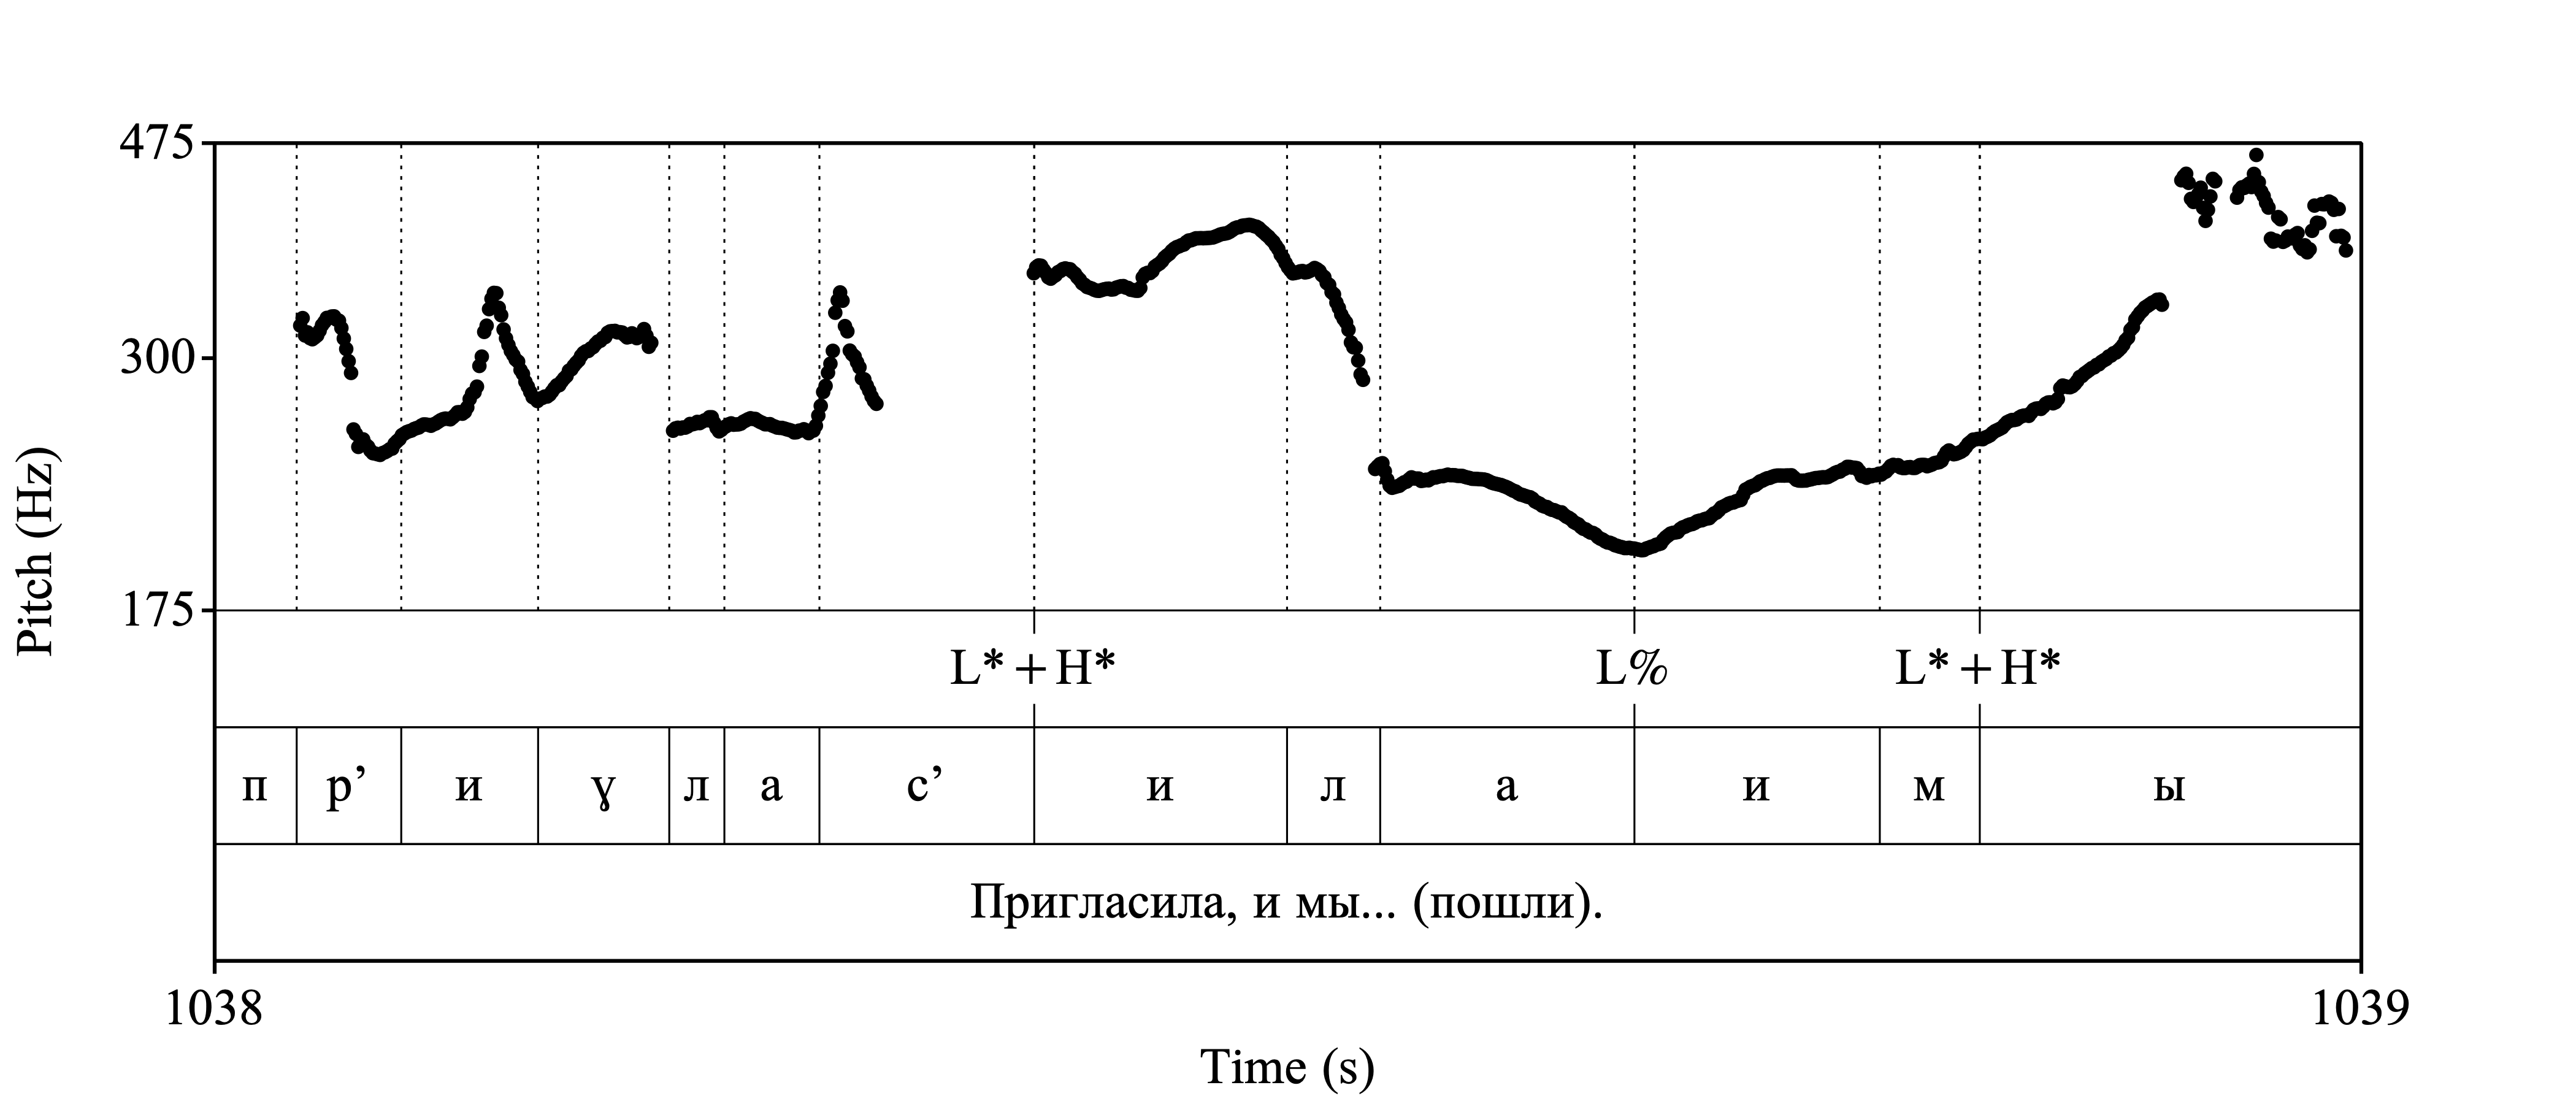 475
300
175
Pitch (Hz)
L* + H* L% L* + H*
п р’ и ɣ л а с’ и л а и м ы
Пригласила, и мы... (пошли).
1038 1039
Time (s)